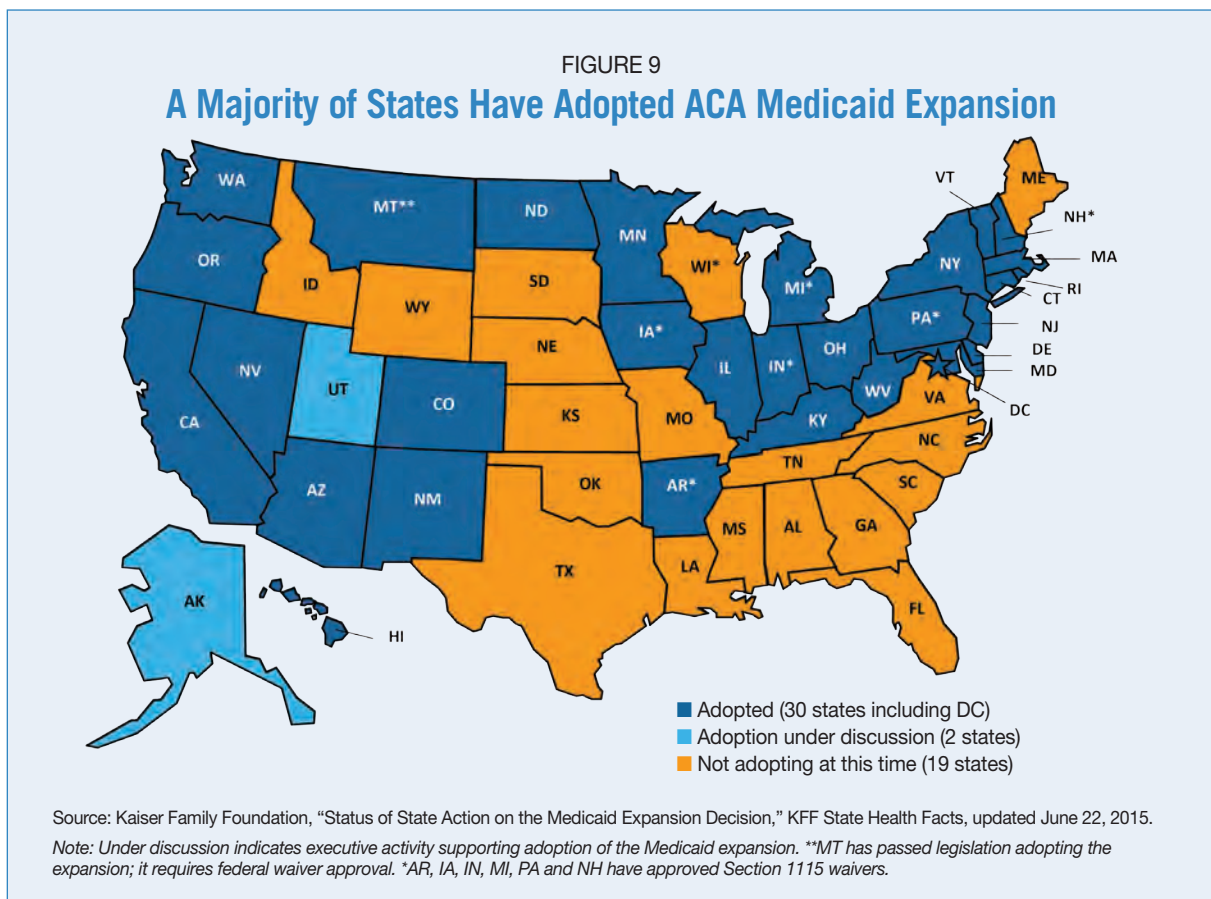 FIGURE 9
A Majority of States Have Adopted ACA Medicaid Expansion
WA
MT**
ND
MN
VT
ME
NH*
OR
ID
WY
SD
WI*
MI*
NY
MA
RI
CT
NV
UT
CO
NE
IA*
IL
IN*
OH
PA*
NJ
DE
MD
DC
WV
VA
CA
KS
MO
KY
NC
TN
SC
AZ
NM
OK
AR*
MS
AL
GA
TX
LA
FL
AK
HI
Adopted (30 states including DC)
Adoption under discussion (2 states)
Not adopting at this time (19 states)
Source: Kaiser Family Foundation, “Status of State Action on the Medicaid Expansion Decision,” KFF State Health Facts, updated June 22, 2015.
Note: Under discussion indicates executive activity supporting adoption of the Medicaid expansion. **MT has passed legislation adopting the
expansion; it requires federal waiver approval. *AR, IA, IN, MI, PA and NH have approved Section 1115 waivers.